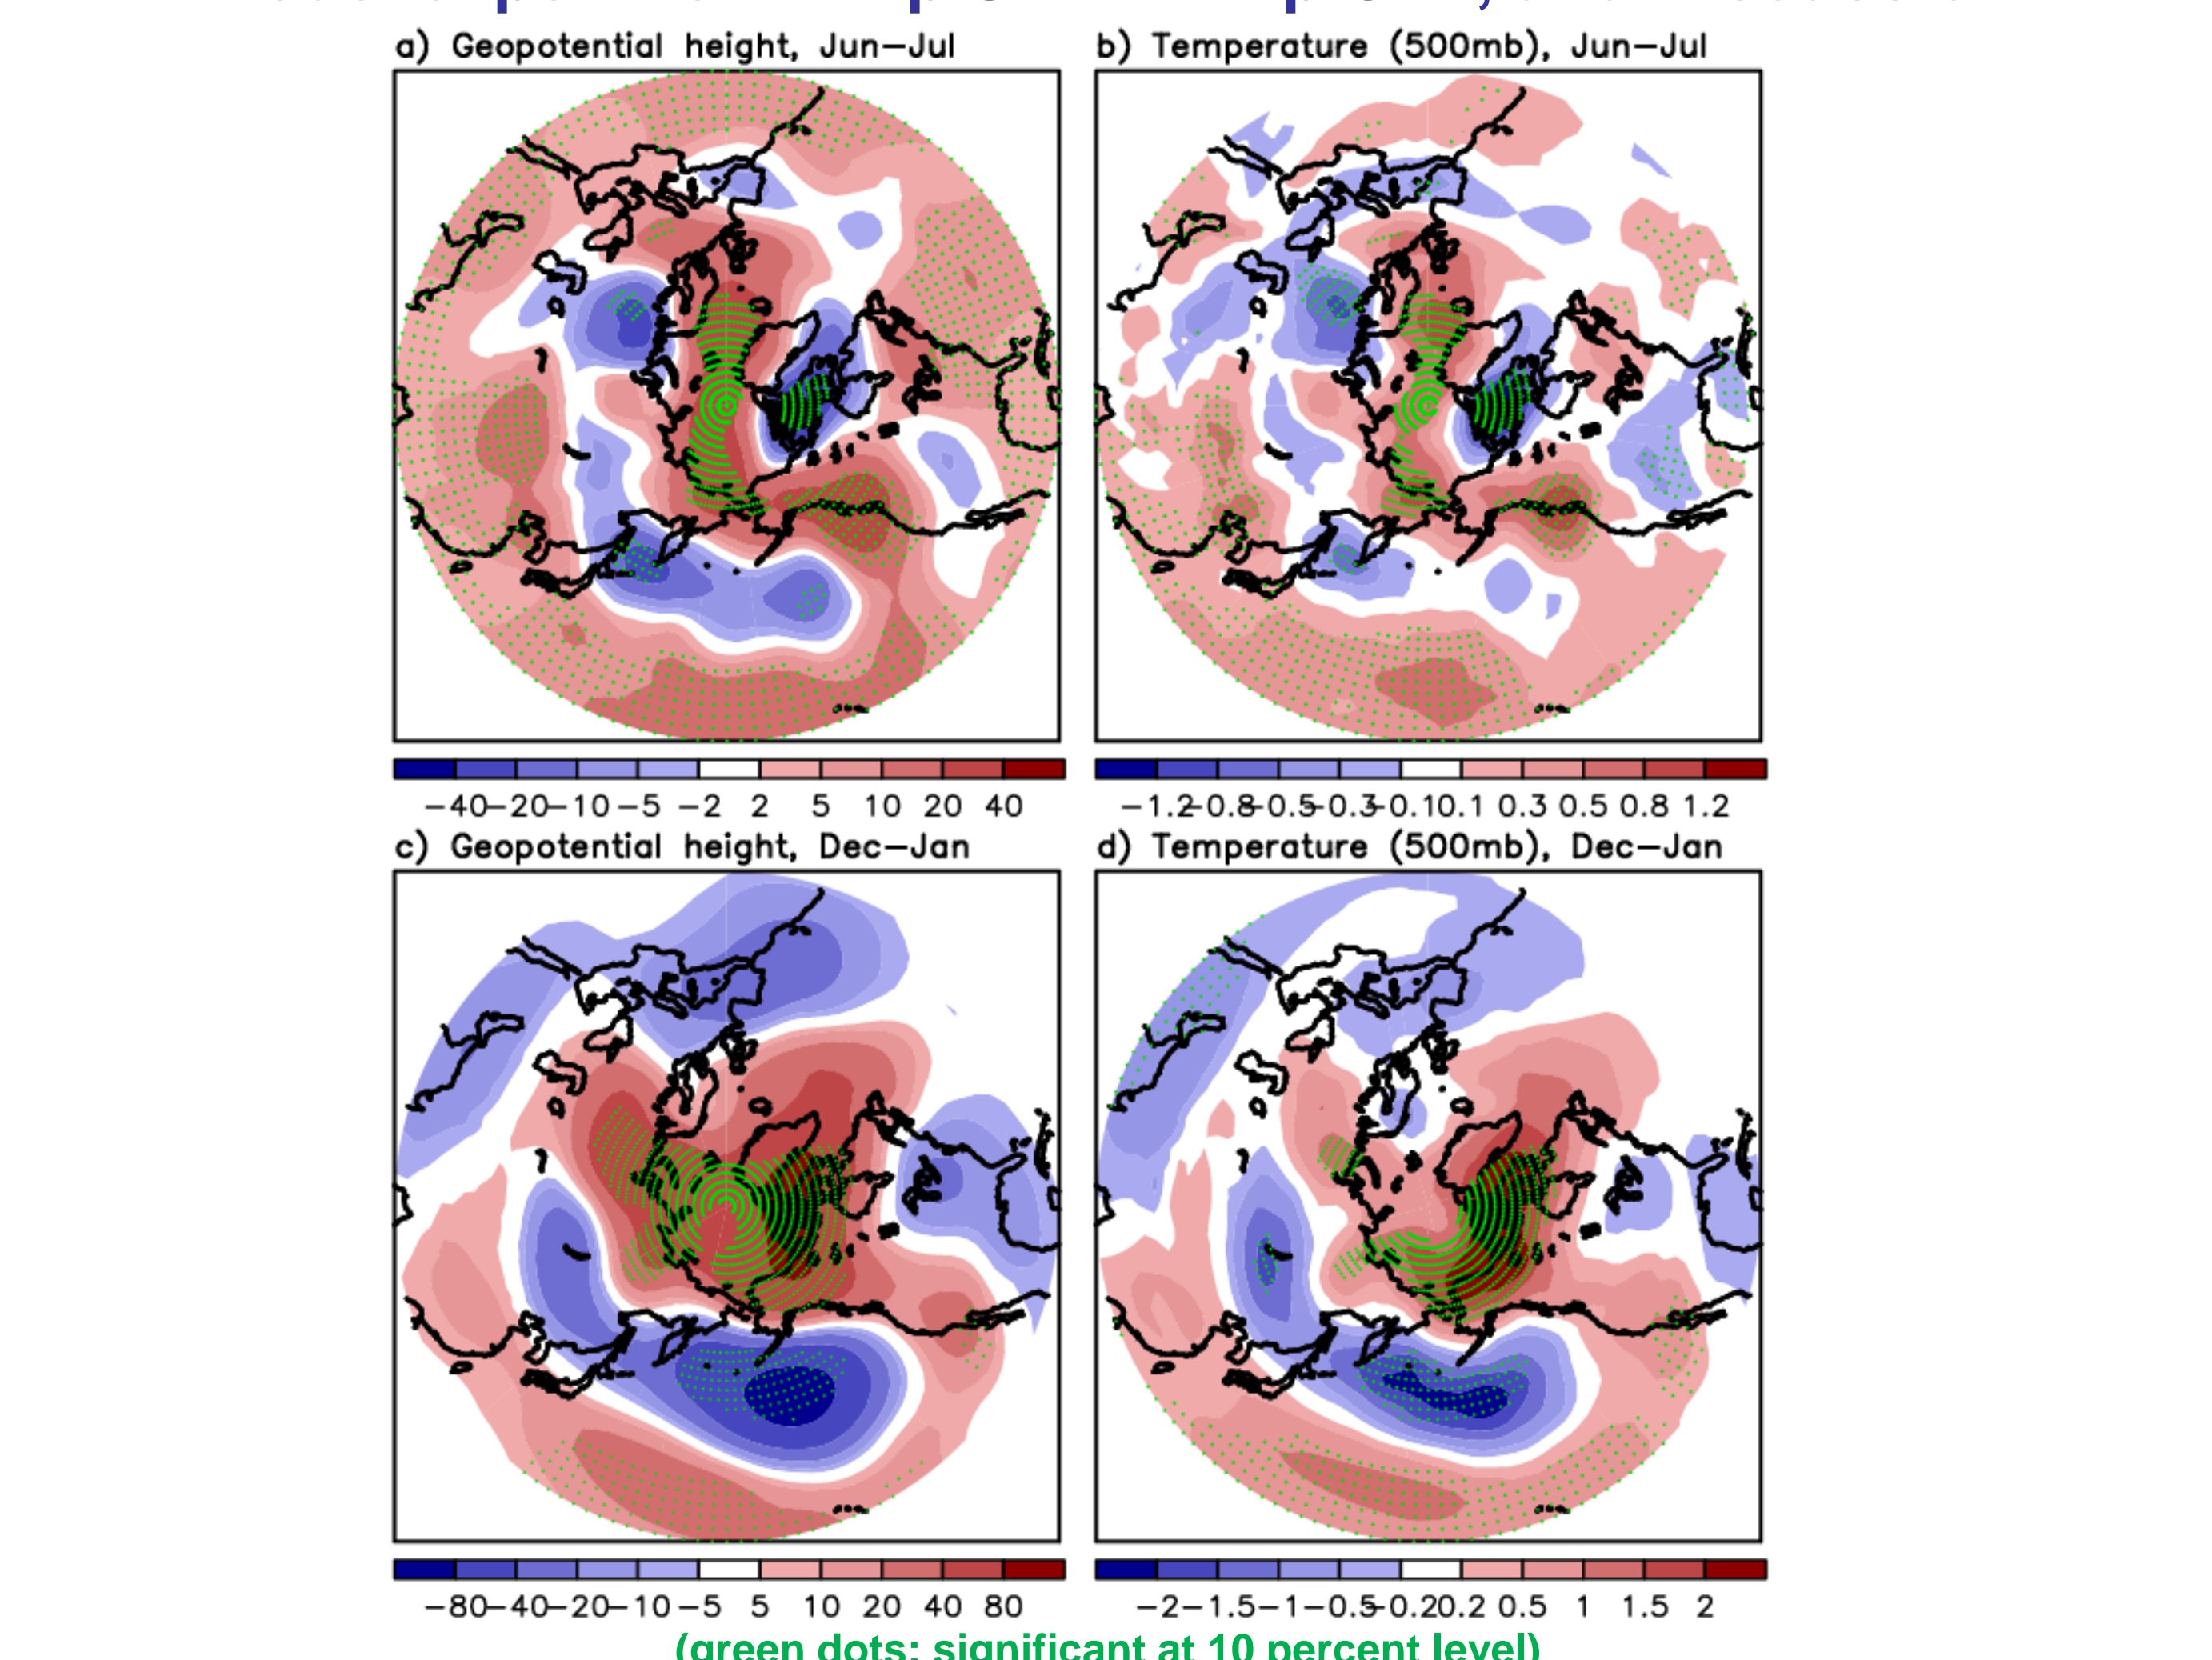 a) Geopotential height, Jun-Jul
b) Temperature (500mb), Jun-Jul
-40 -20 -10 -5 -2 2 5 10 20 40
-1.2 -0.8 -0.5 -0.3 -0.1 0.1 0.3 0.5 0.8 1.2
c) Geopotential height, Dec-Jan
d) Temperature (500mb), Dec-Jan
-80 -40 -20 -10 -5 5 10 20 40 80
-2 -1.5 -1 -0.5 -0.2 0.2 0.5 1 1.5 2
(green dots: significant at 10 percent level)